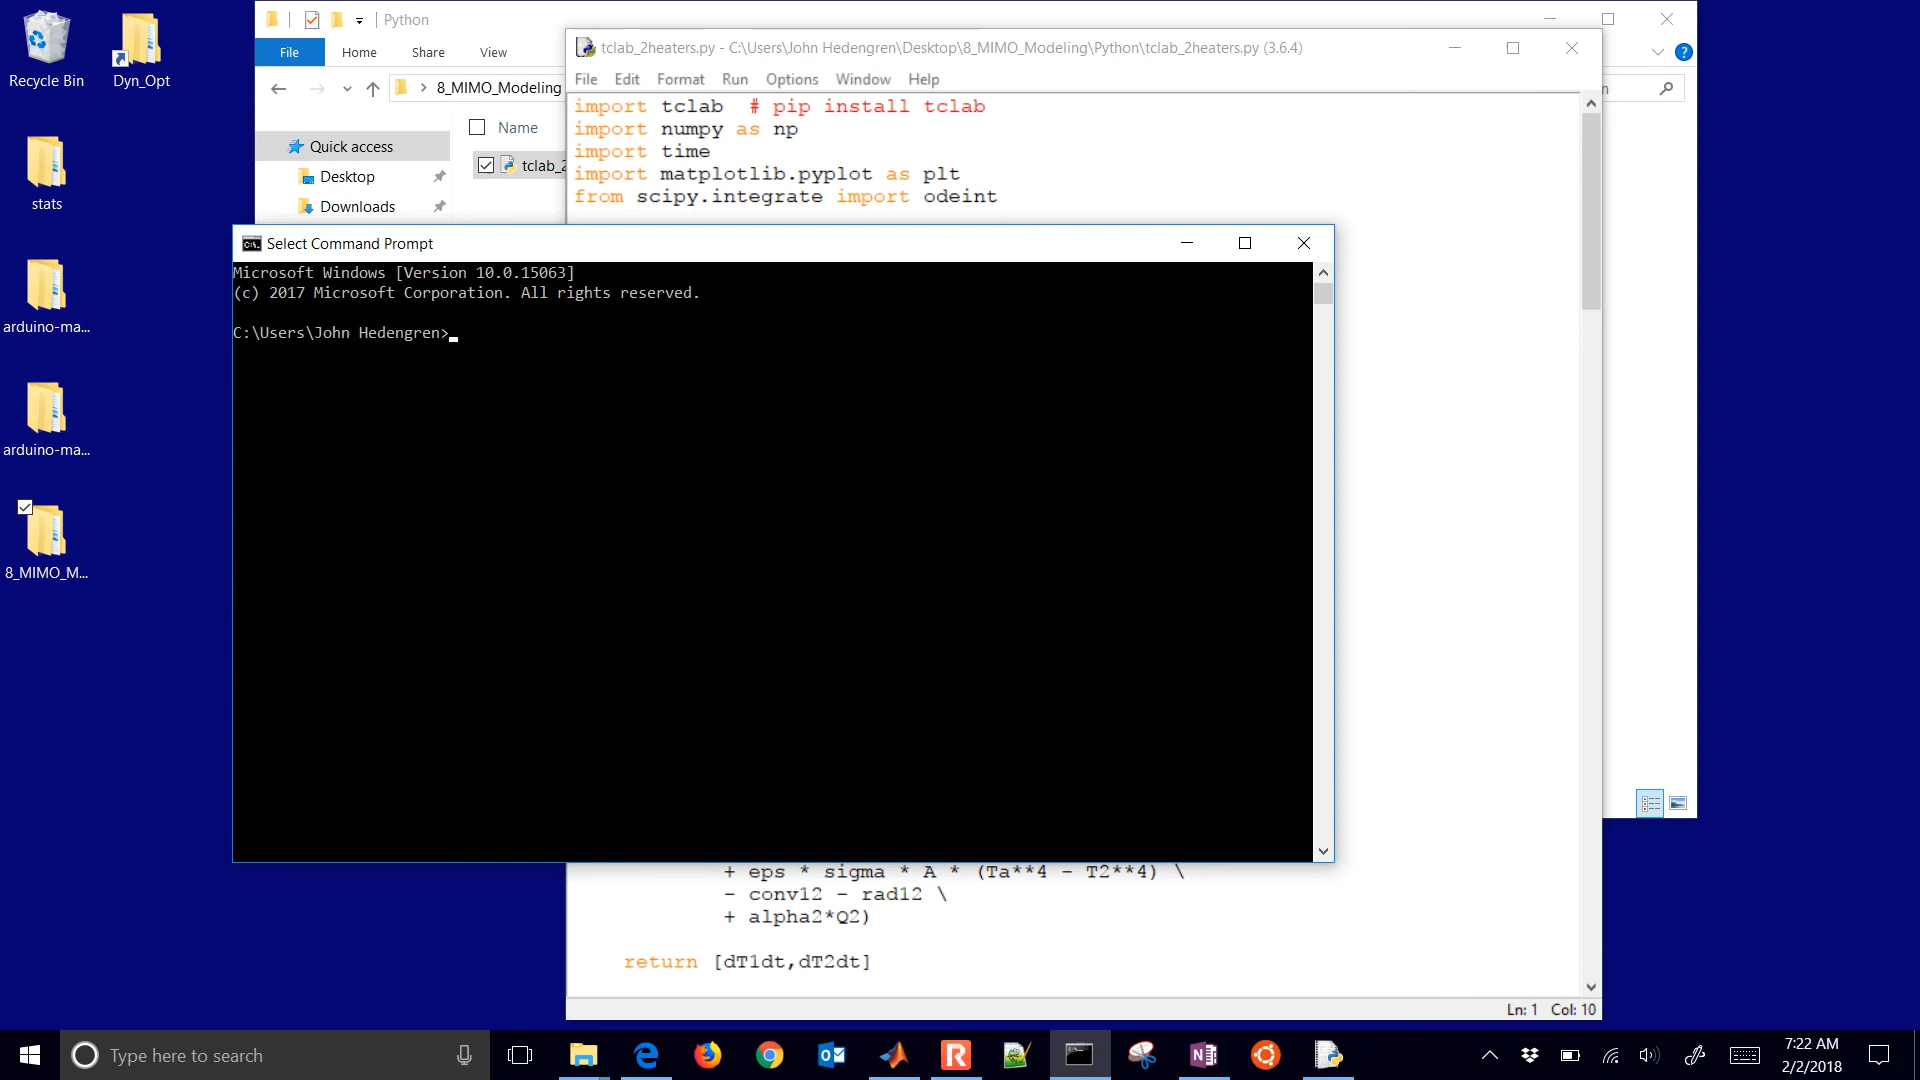 Recycle Bin
Dyn_Opt
stats
arduino-ma...
arduino-ma...
8_MIMO_M...
Python
File Home Share View
8_MIMO_Modeling
Quick access
Desktop
Downloads
Name
tclab_2
tclab_2heaters.py - C:\Users\John Hedengren\Desktop\8_MIMO_Modeling\Python\tclab_2heaters.py (3.6.4)
File Edit Format Run Options Window Help
import tclab # pip install tclab
import numpy as np
import time
import matplotlib.pyplot as plt
from scipy.integrate import odeint
Select Command Prompt
Microsoft Windows [Version 10.0.15063]
(c) 2017 Microsoft Corporation. All rights reserved.
C:\Users\John Hedengren>
+ eps * sigma * A * (Ta**4 - T2**4) \
- conv12 - rad12 \
+ alpha2*Q2)
return [dT1dt,dT2dt]
Ln: 1 Col: 10
Type here to search
7:22 AM
2/2/2018